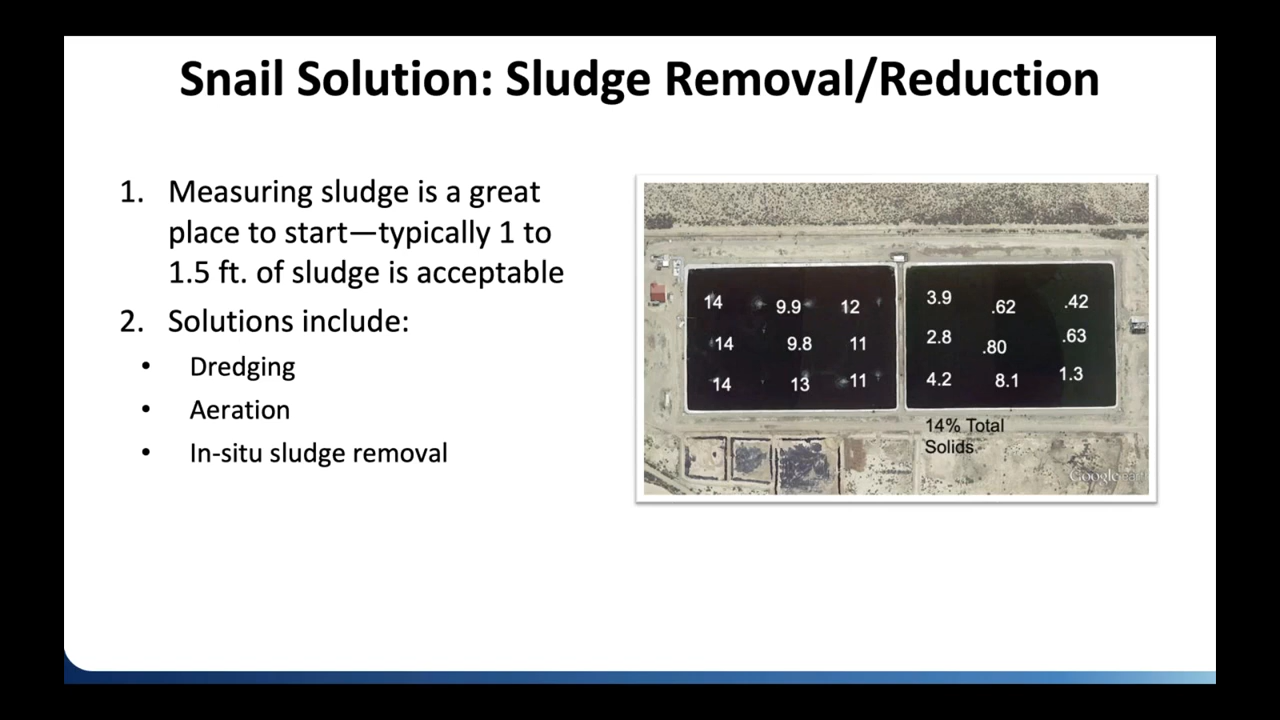 Snail Solution: Sludge Removal/Reduction
1. Measuring sludge is a great
place to start—typically 1 to
1.5 ft. of sludge is acceptable
2. Solutions include:
• Dredging
• Aeration
• In-situ sludge removal
14 9.9 12 3.9 .62 .42
14 9.8 11 2.8 .80 .63
14 13 11 4.2 8.1 1.3
14% Total
Solids
Google earth